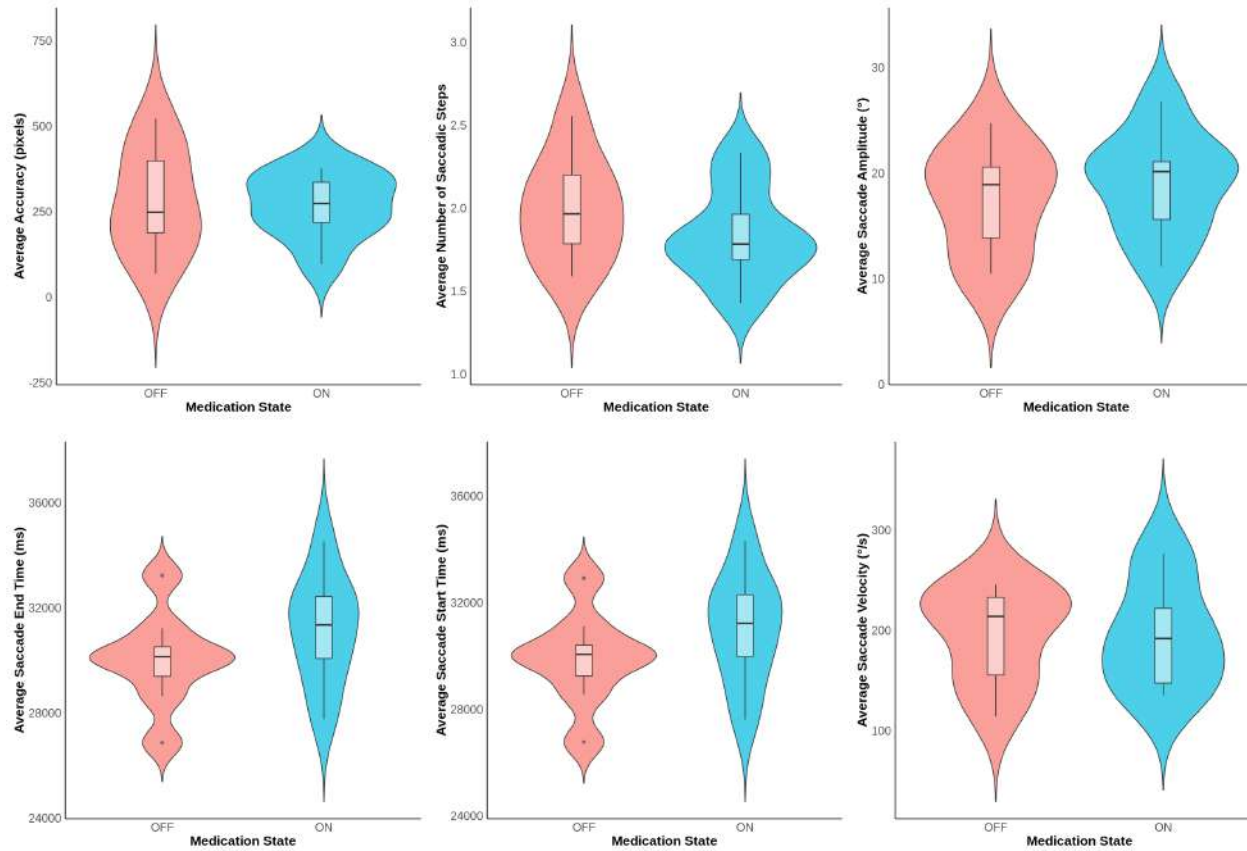 Average Accuracy (pixels)
750
500
250
0
-250
OFF
ON
Medication State
Average Number of Saccadic Steps
3.0
2.5
2.0
1.5
1.0
OFF
ON
Medication State
Average Saccade Amplitude (°)
30
20
10
0
OFF
ON
Medication State
Average Saccade End Time (ms)
36000
32000
28000
24000
OFF
ON
Medication State
Average Saccade Start Time (ms)
36000
32000
28000
24000
OFF
ON
Medication State
Average Saccade Velocity (°/s)
300
200
100
OFF
ON
Medication State